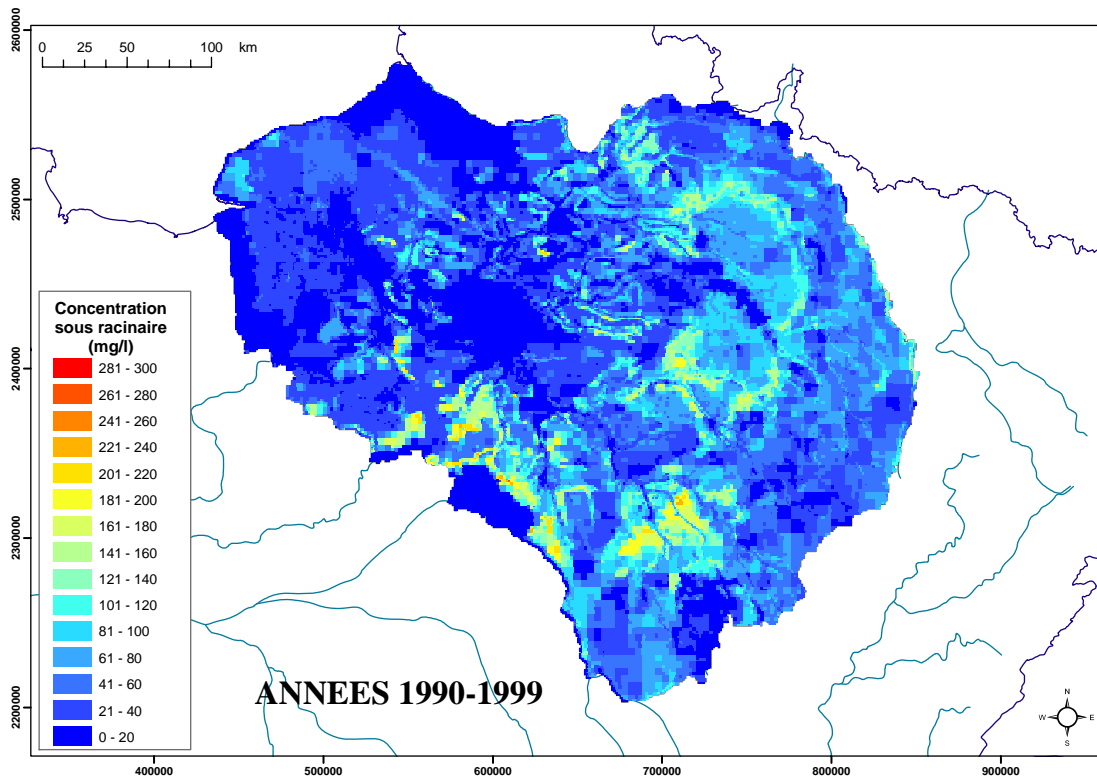 2600000
2500000
2400000
2300000
2200000
0 25 50 100 km
Concentration
sous racinaire
(mg/l)
281 - 300
261 - 280
241 - 260
221 - 240
201 - 220
181 - 200
161 - 180
141 - 160
121 - 140
101 - 120
81 - 100
61 - 80
41 - 60
21 - 40
0 - 20
ANNEES 1990-1999
N
W E
S
400000 500000 600000 700000 800000 900000